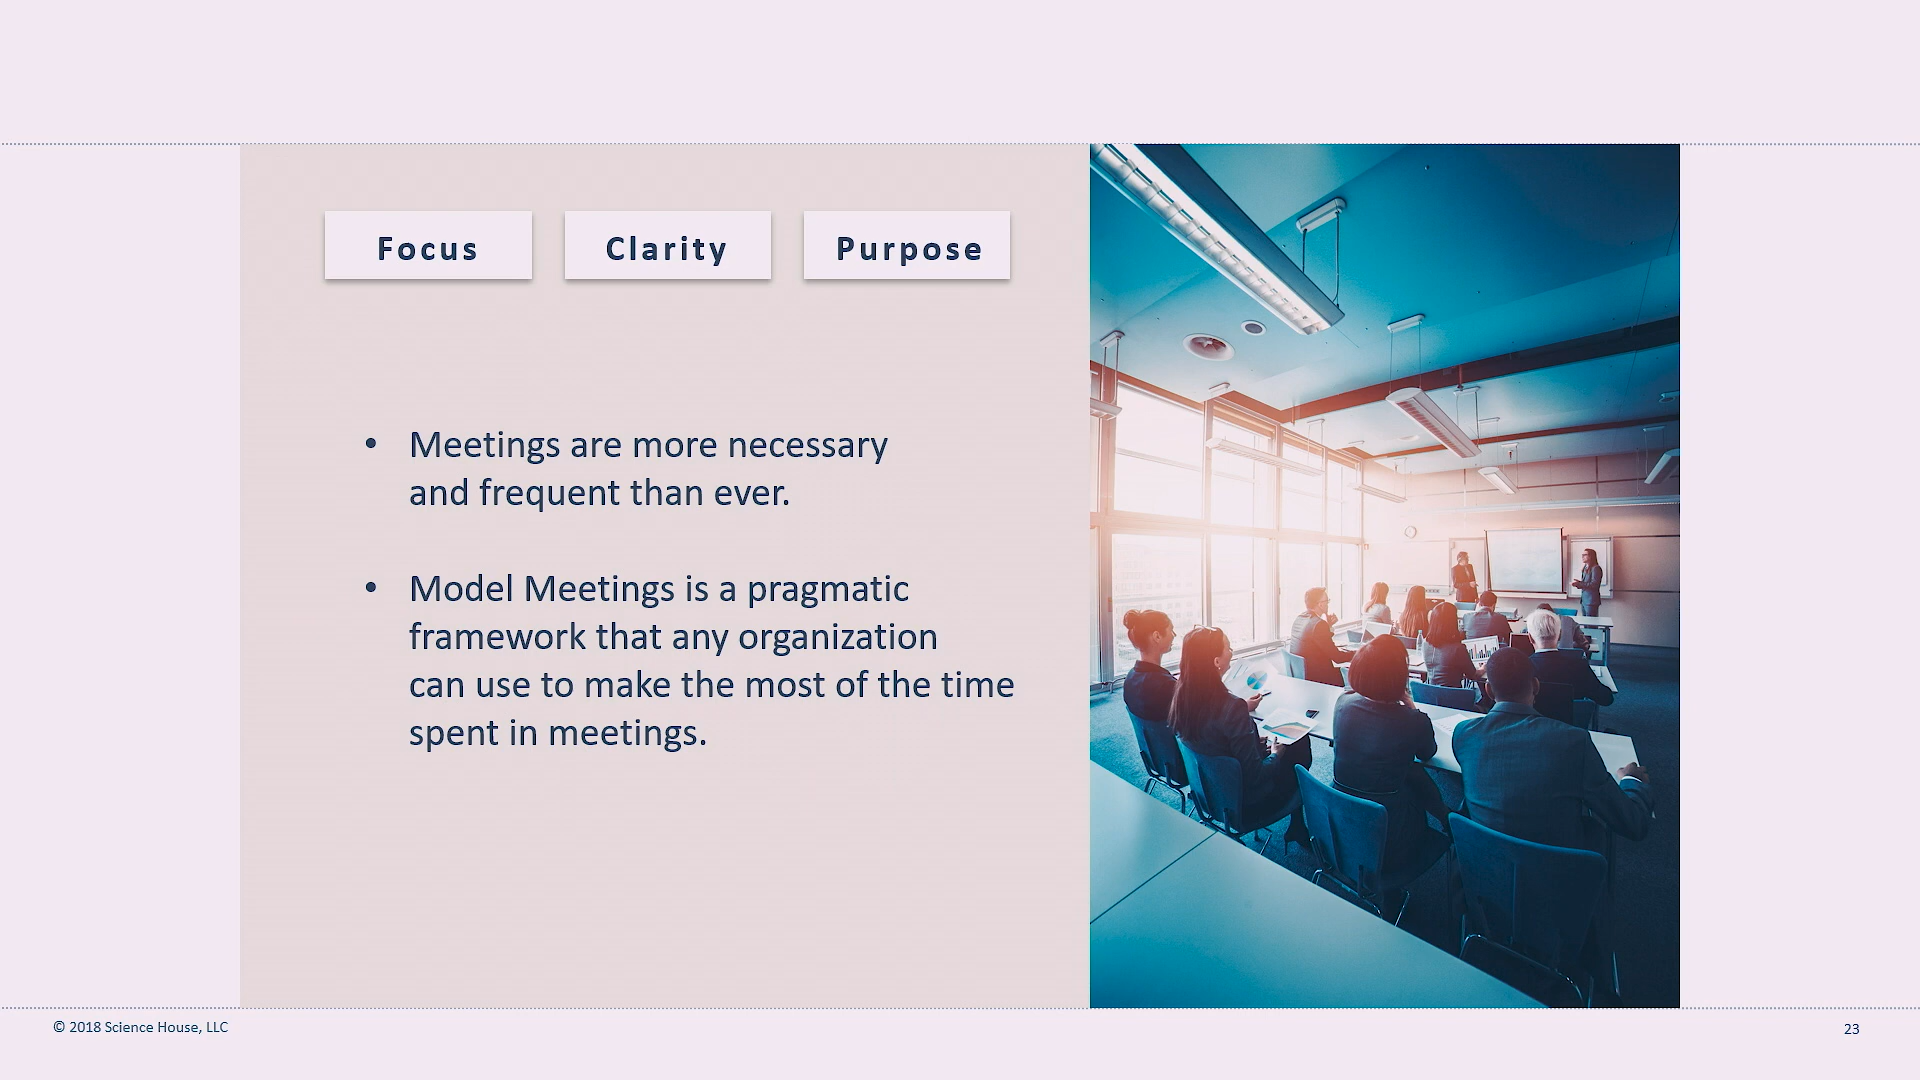 Focus
Clarity
Purpose
• Meetings are more necessary
and frequent than ever.
• Model Meetings is a pragmatic
framework that any organization
can use to make the most of the time
spent in meetings.
© 2018 Science House, LLC
23